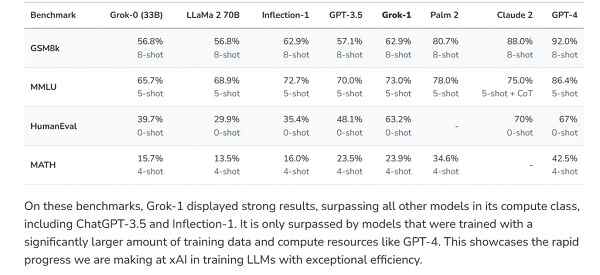 Benchmark Grok-0 (33B) LLaMa 2 70B Inflection-1 GPT-3.5 Grok-1 Palm 2 Claude 2 GPT-4
GSM8k 56.8% 56.8% 62.9% 57.1% 62.9% 80.7% 88.0% 92.0%
8-shot 8-shot 8-shot 8-shot 8-shot 8-shot 8-shot 8-shot
MMLU 65.7% 68.9% 72.7% 70.0% 73.0% 78.0% 75.0% 86.4%
5-shot 5-shot 5-shot 5-shot 5-shot 5-shot 5-shot + CoT 5-shot
HumanEval 39.7% 29.9% 35.4% 48.1% 63.2% - 70% 67%
0-shot 0-shot 0-shot 0-shot 0-shot 0-shot 0-shot
MATH 15.7% 13.5% 16.0% 23.5% 23.9% 34.6% - 42.5%
4-shot 4-shot 4-shot 4-shot 4-shot 4-shot 4-shot
On these benchmarks, Grok-1 displayed strong results, surpassing all other models in its compute class,
including ChatGPT-3.5 and Inflection-1. It is only surpassed by models that were trained with a
significantly larger amount of training data and compute resources like GPT-4. This showcases the rapid
progress we are making at xAI in training LLMs with exceptional efficiency.